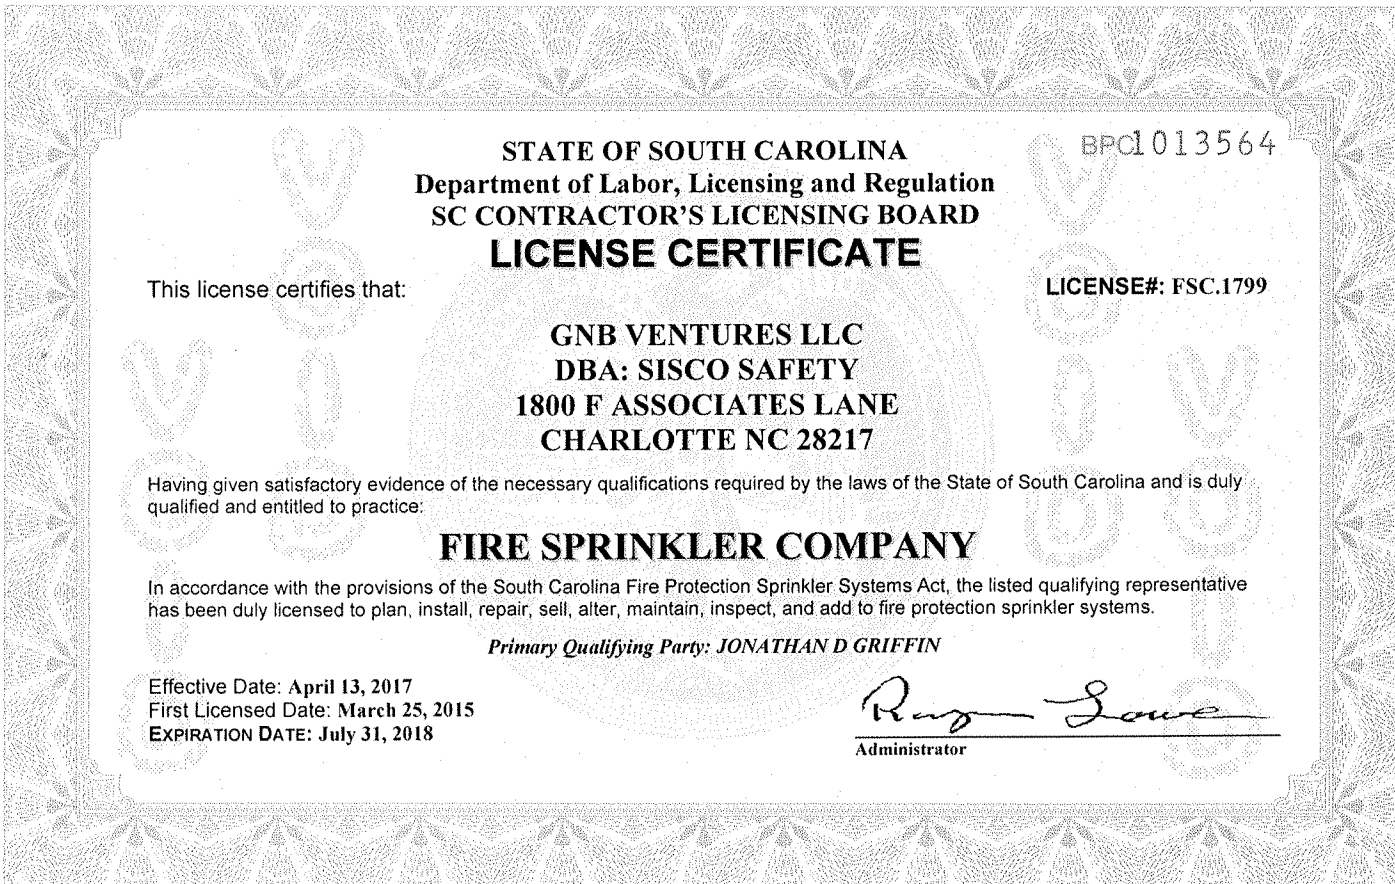 BPC1013564
STATE OF SOUTH CAROLINA
Department of Labor, Licensing and Regulation
SC CONTRACTOR'S LICENSING BOARD
LICENSE CERTIFICATE
This license certifies that:
LICENSE#: FSC.1799
GNB VENTURES LLC
DBA: SISCO SAFETY
1800 F ASSOCIATES LANE
CHARLOTTE NC 28217
Having given satisfactory evidence of the necessary qualifications required by the laws of the State of South Carolina and is duly
qualified and entitled to practice:
FIRE SPRINKLER COMPANY
In accordance with the provisions of the South Carolina Fire Protection Sprinkler Systems Act, the listed qualifying representative
has been duly licensed to plan, install, repair, sell, alter, maintain, inspect, and add to fire protection sprinkler systems.
Primary Qualifying Party: JONATHAN D GRIFFIN
Effective Date: April 13, 2017
First Licensed Date: March 25, 2015
EXPIRATION DATE: July 31, 2018
Lowe
Administrator
VOID
VOID
VOID
VOID